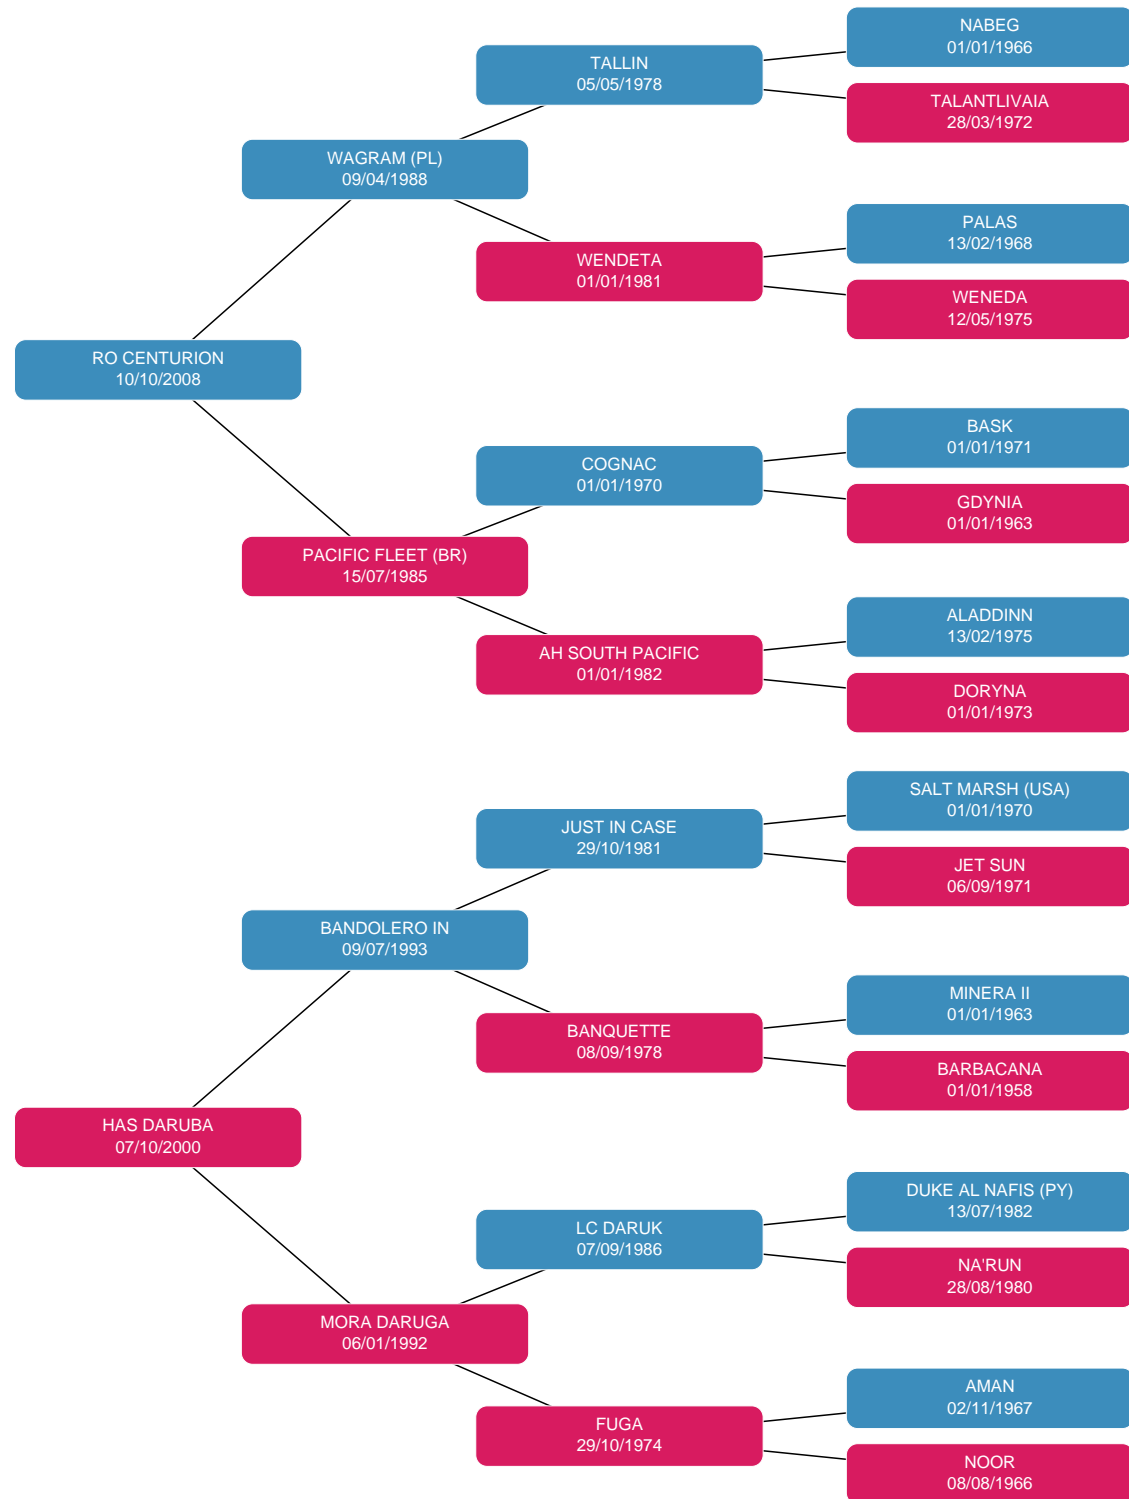 NABEG
01/01/1966
TALLIN
05/05/1978
TALANTLIVAIA
28/03/1972
WAGRAM (PL)
09/04/1988
PALAS
13/02/1968
WENDETA
01/01/1981
WENEDA
12/05/1975
RO CENTURION
10/10/2008
BASK
01/01/1971
COGNAC
01/01/1970
GDYNIA
01/01/1963
PACIFIC FLEET (BR)
15/07/1985
ALADDINN
13/02/1975
AH SOUTH PACIFIC
01/01/1982
DORYNA
01/01/1973
SALT MARSH (USA)
01/01/1970
JUST IN CASE
29/10/1981
JET SUN
06/09/1971
BANDOLERO IN
09/07/1993
MINERA II
01/01/1963
BANQUETTE
08/09/1978
BARBACANA
01/01/1958
HAS DARUBA
07/10/2000
DUKE AL NAFIS (PY)
13/07/1982
LC DARUK
07/09/1986
NA'RUN
28/08/1980
MORA DARUGA
06/01/1992
AMAN
02/11/1967
FUGA
29/10/1974
NOOR
08/08/1966